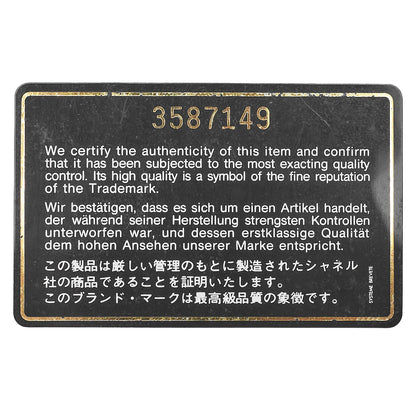 3587149
We certify the authenticity of this item and confirm
that it has been subjected to the most exacting quality
control. Its high quality is a symbol of the fine reputation
of the Trademark.
Wir bestätigen, dass es sich um einen Artikel handelt,
der während seiner Herstellung strengsten Kontrollen
unterworfen war, und dessen erstklassige Qualität
dem hohen Ansehen unserer Marke entspricht.
この製品は厳しい管理のもとに製造されたシャネル
社の商品であることを証明いたします。
このブランド・マークは最高級品質の象徴です。
SYSTEME BREVETE